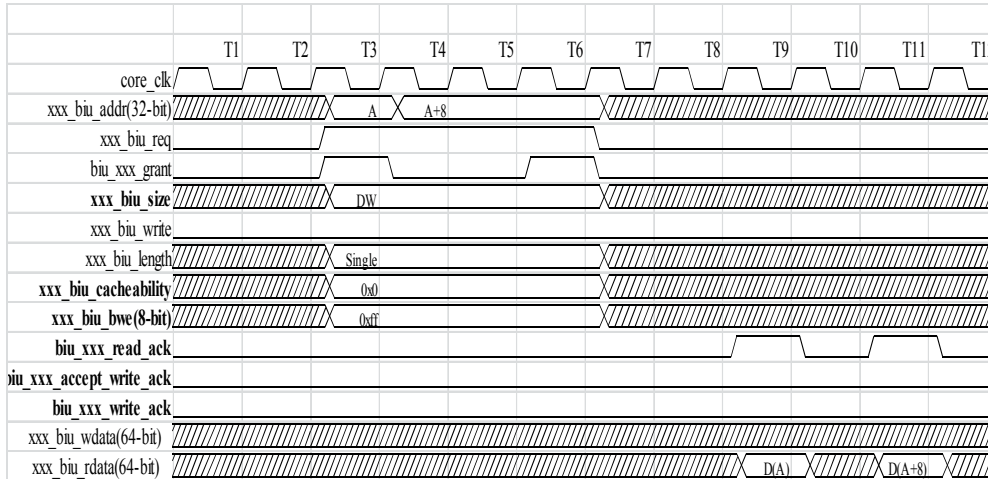 T1 T2 T3 T4 T5 T6 T7 T8 T9 T10 T11 T1
core_clk
xxx_biu_addr(32-bit) A A+8
xxx_biu_req
biu_xxx_grant
xxx_biu_size DW
xxx_biu_write
xxx_biu_length Single
xxx_biu_cacheability 0x0
xxx_biu_bwe(8-bit) 0xff
biu_xxx_read_ack
biu_xxx_accept_write_ack
biu_xxx_write_ack
xxx_biu_wdata(64-bit)
xxx_biu_rdata(64-bit) D(A) D(A+8)